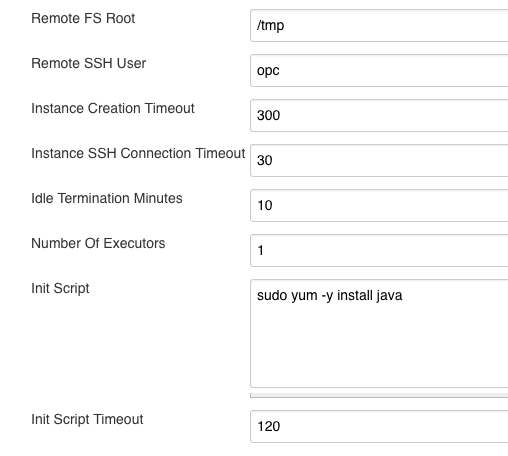 Remote FS Root
/tmp
Remote SSH User
opc
Instance Creation Timeout
300
Instance SSH Connection Timeout
30
Idle Termination Minutes
10
Number Of Executors
1
Init Script
sudo yum -y install java
Init Script Timeout
120